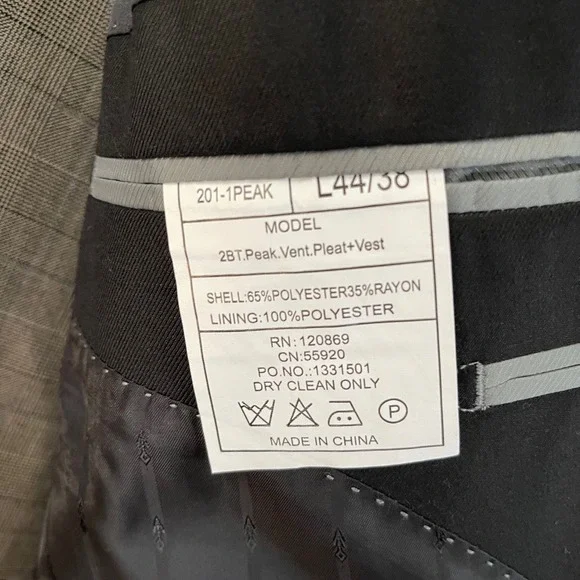 201-1PEAK L44/38
MODEL
2BT.Peak.Vent.Pleat+Vest
SHELL:65%POLYESTER35%RAYON
LINING:100%POLYESTER
RN: 120869
CN:55920
PO.NO.:1331501
DRY CLEAN ONLY
P
MADE IN CHINA